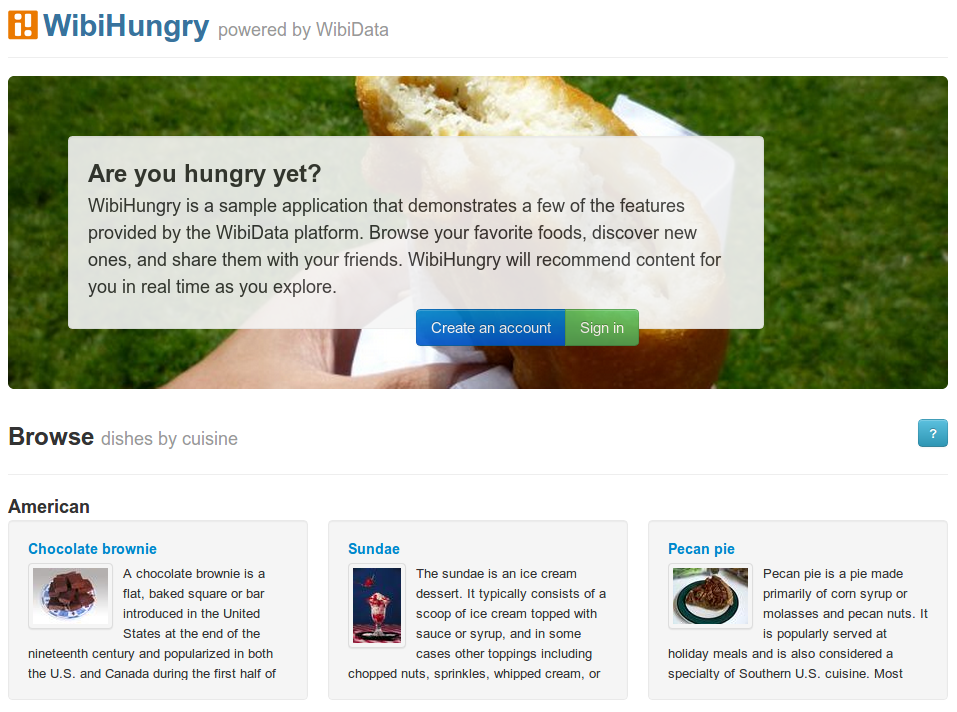 WibiHungry powered by WibiData
Are you hungry yet?
WibiHungry is a sample application that demonstrates a few of the features
provided by the WibiData platform. Browse your favorite foods, discover new
ones, and share them with your friends. WibiHungry will recommend content for
you in real time as you explore.
Create an account
Sign in
Browse dishes by cuisine
?
American
Chocolate brownie
A chocolate brownie is a
flat, baked square or bar
introduced in the United
States at the end of the
nineteenth century and popularized in both
the U.S. and Canada during the first half of
Sundae
The sundae is an ice cream
dessert. It typically consists of a
scoop of ice cream topped with
sauce or syrup, and in some
cases other toppings including
chopped nuts, sprinkles, whipped cream, or
Pecan pie
Pecan pie is a pie made
primarily of corn syrup or
molasses and pecan nuts. It
is popularly served at
holiday meals and is also considered a
specialty of Southern U.S. cuisine. Most